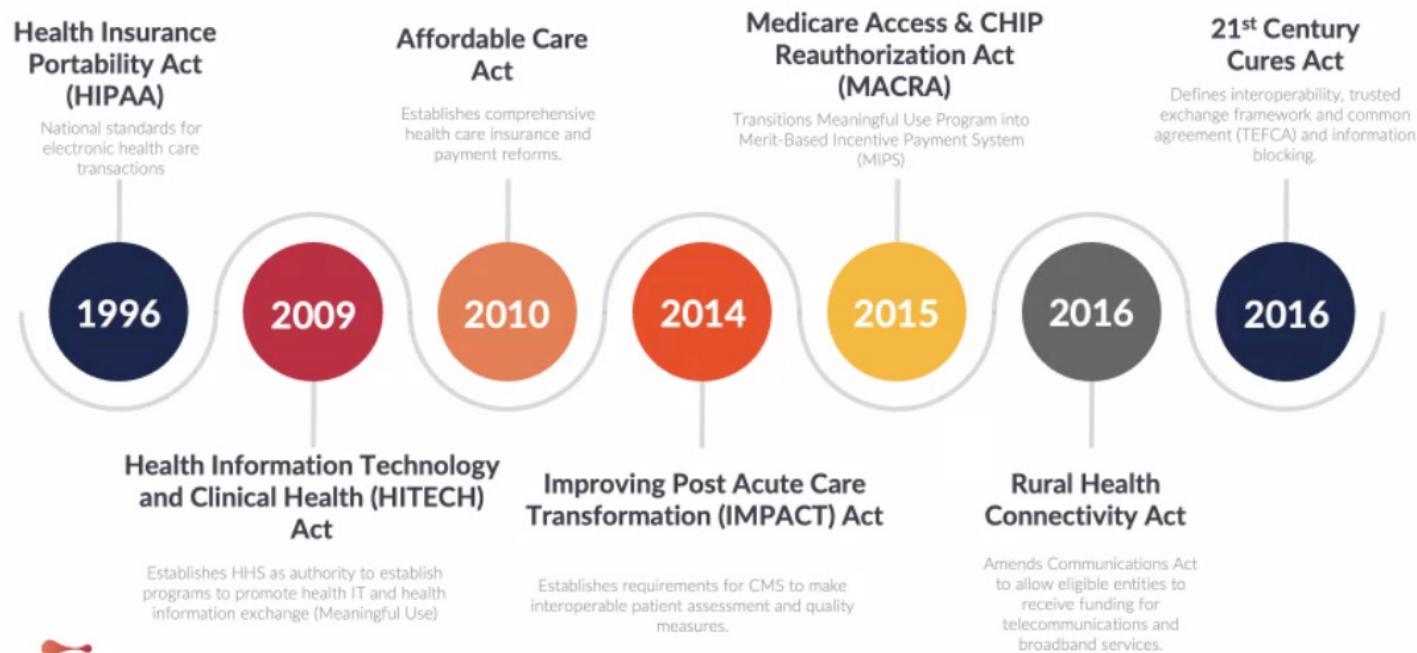 Health Insurance
Portability Act
(HIPAA)
National standards for
electronic health care
transactions
1996
2009
Health Information Technology
and Clinical Health (HITECH)
Act
Establishes HHS as authority to establish
programs to promote health IT and health
information exchange (Meaningful Use)
Affordable Care
Act
Establishes comprehensive
health care insurance and
payment reforms.
2010
2014
Improving Post Acute Care
Transformation (IMPACT) Act
Establishes requirements for CMS to make
interoperable patient assessment and quality
measures.
Medicare Access & CHIP
Reauthorization Act
(MACRA)
Transitions Meaningful Use Program into
Merit-Based Incentive Payment System
(MIPS)
2015
2016
Rural Health
Connectivity Act
Amends Communications Act
to allow eligible entities to
receive funding for
telecommunications and
broadband services.
21st Century
Cures Act
Defines interoperability, trusted
exchange framework and common
agreement (TEFCA) and information
blocking.
2016